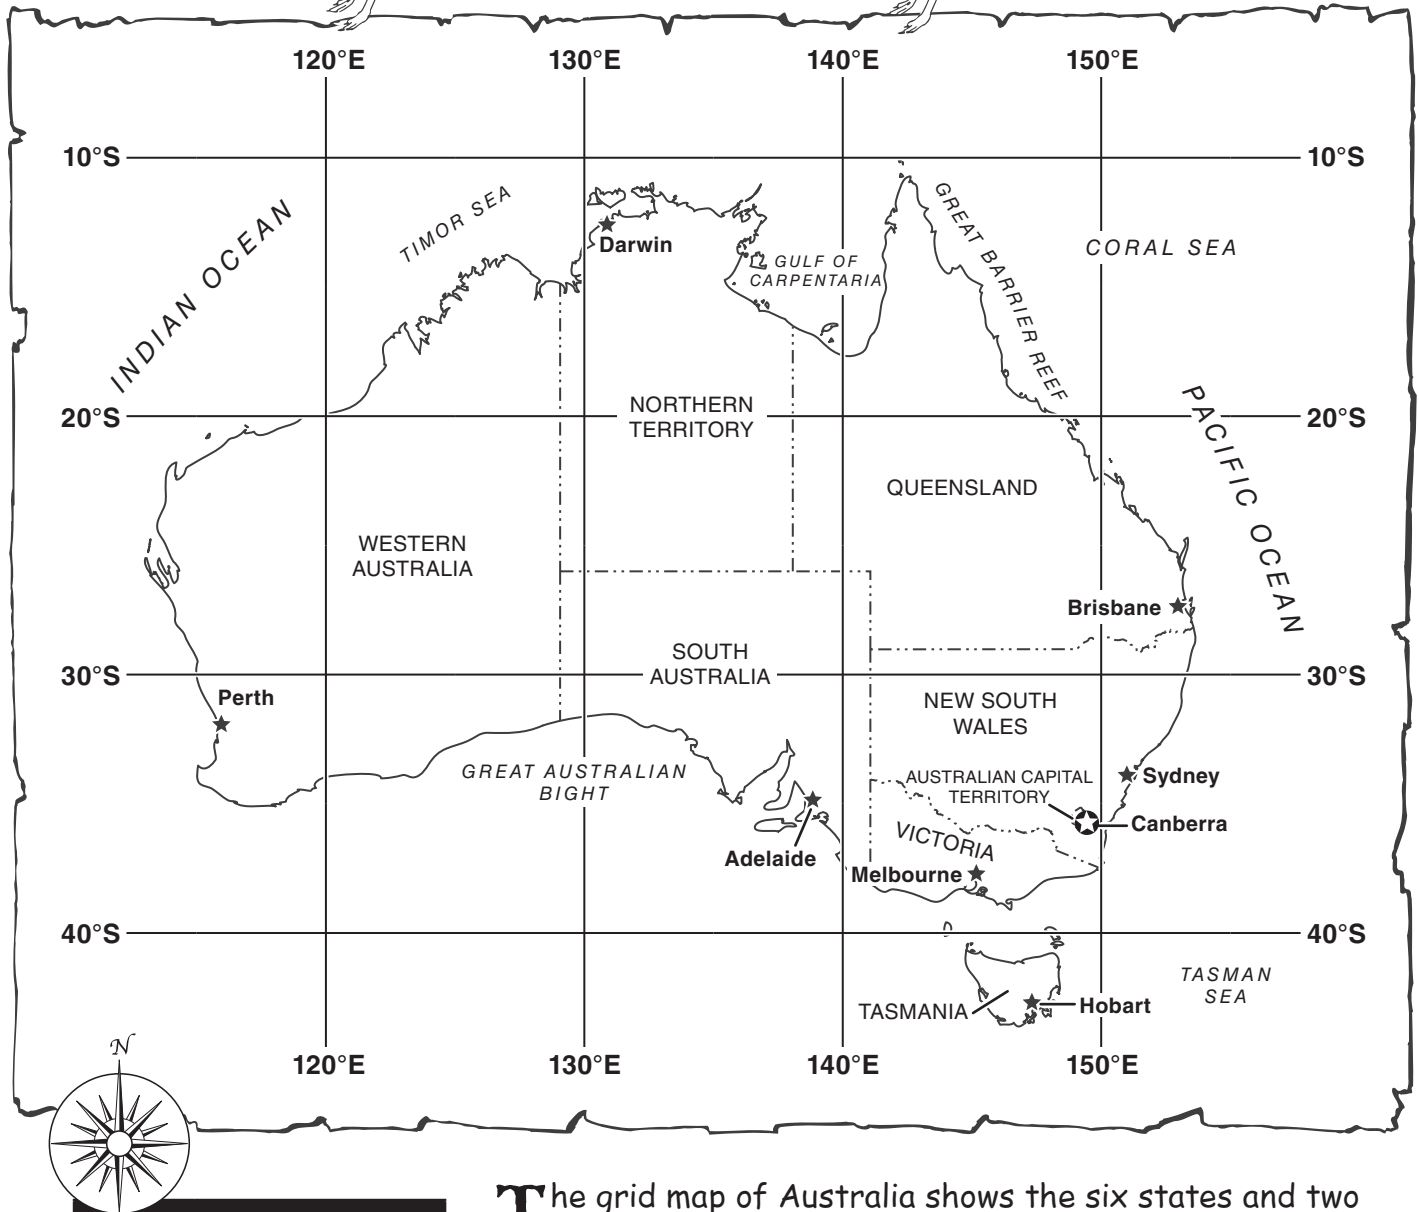 120°E 130°E 140°E 150°E
10°S 10°S
INDIAN OCEAN
TIMOR SEA
Darwin
GULF OF
CARPENTARIA
GREAT BARRIER REEF
CORAL SEA
20°S 20°S
NORTHERN
TERRITORY
PACIFIC OCEAN
QUEENSLAND
WESTERN
AUSTRALIA
Brisbane
SOUTH
AUSTRALIA
30°S 30°S
Perth
NEW SOUTH
WALES
GREAT AUSTRALIAN
BIGHT
AUSTRALIAN CAPITAL
TERRITORY
Sydney
Canberra
VICTORIA
Adelaide
Melbourne
40°S 40°S
TASMAN
SEA
TASMANIA
Hobart
120°E 130°E 140°E 150°E
N
The grid map of Australia shows the six states and two